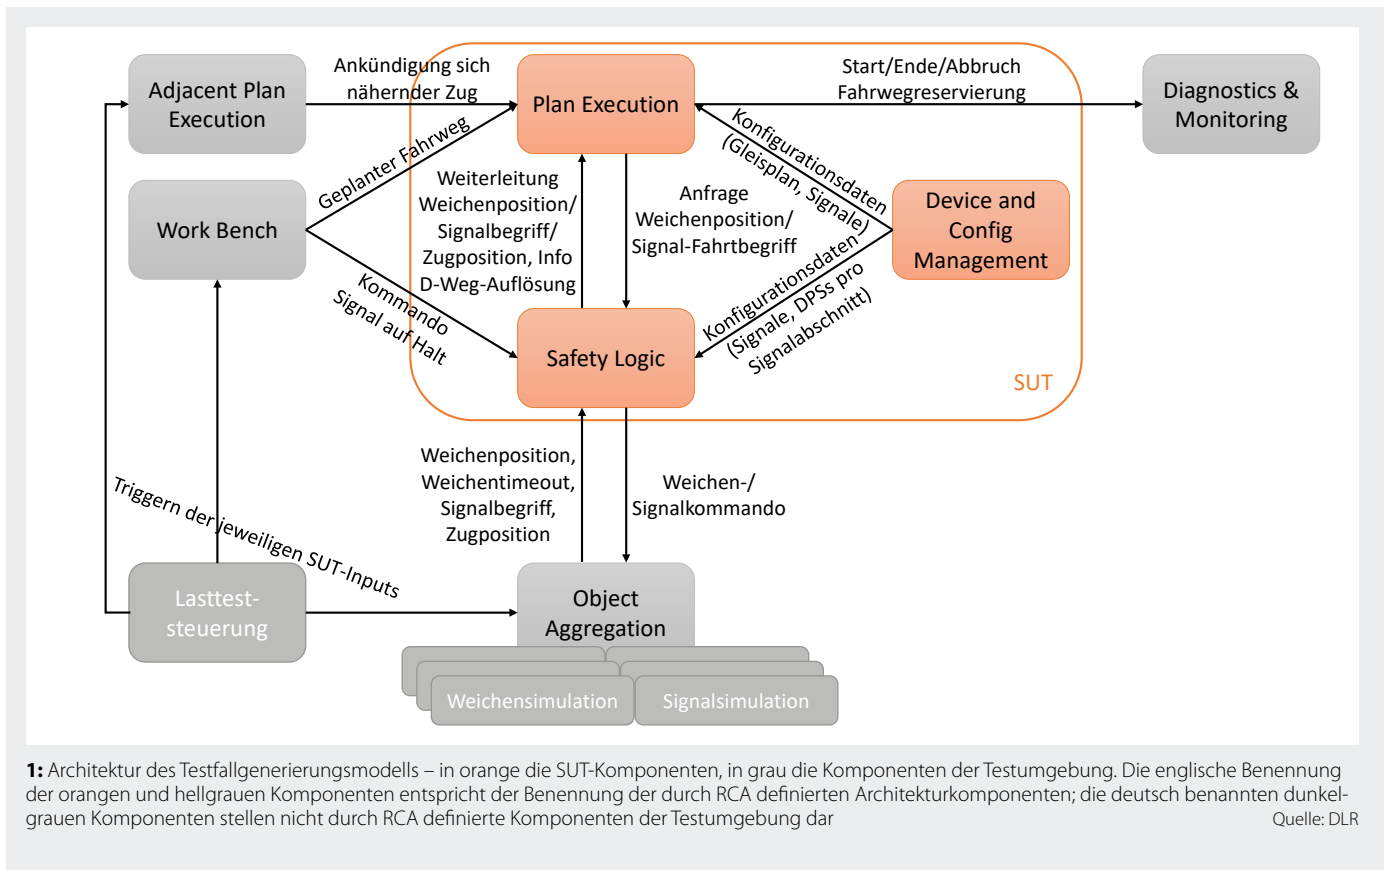 Adjacent Plan
Execution
Ankündigung sich
nähernder Zug
Plan Execution
Start/Ende/Abbruch
Fahrwegreservierung
Diagnostics &
Monitoring
Geplanter Fahrweg
Konfigurationsdaten
(Gleisplan, Signale)
Work Bench
Weiterleitung
Weichenposition/
Signalbegriff/
Zugposition, Info
D-Weg-Auflösung
Anfrage
Weichenposition/
Signal-Fahrtbegriff
Device and
Config
Management
Kommando
Signal auf Halt
Safety Logic
Konfigurationsdaten
(Signale, DPSs pro
Signalabschnitt)
SUT
Weichenposition,
Weichentimeout,
Signalbegriff,
Zugposition
Weichen-/
Signalkommando
Triggern der jeweiligen SUT-Inputs
Lasttest-
steuerung
Object
Aggregation
Weichensimulation
Signalsimulation
1: Architektur des Testfallgenerierungsmodells – in orange die SUT-Komponenten, in grau die Komponenten der Testumgebung. Die englische Benennung
der orangen und hellgrauen Komponenten entspricht der Benennung der durch RCA definierten Architekturkomponenten; die deutsch benannten dunkel-
grauen Komponenten stellen nicht durch RCA definierte Komponenten der Testumgebung dar
Quelle: DLR